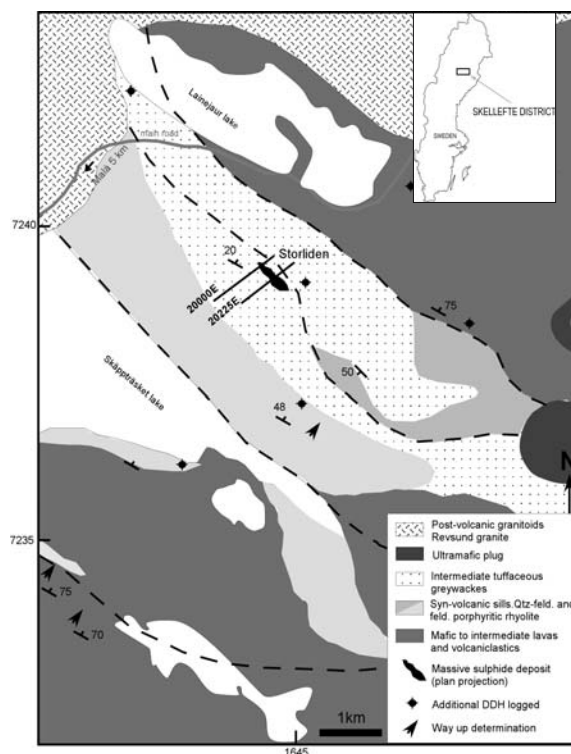 Lainejaur lake
SKELLEFTE DISTRICT
SWEDEN
"main road"
Malå 5 km
7240
20
Storliden
20000E
20225E
75
Skäppträsket lake
50
48
N
7235
75
70
Post-volcanic granitoids
Revsund granite
Ultramafic plug
Intermediate tuffaceous
greywackes
Syn-volcanic sills.Qtz-feld. and
feld. porphyritic rhyolite
Mafic to intermediate lavas
and volcaniclastics
Massive sulphide deposit
(plan projection)
Additional DDH logged
Way up determination
1km
1645